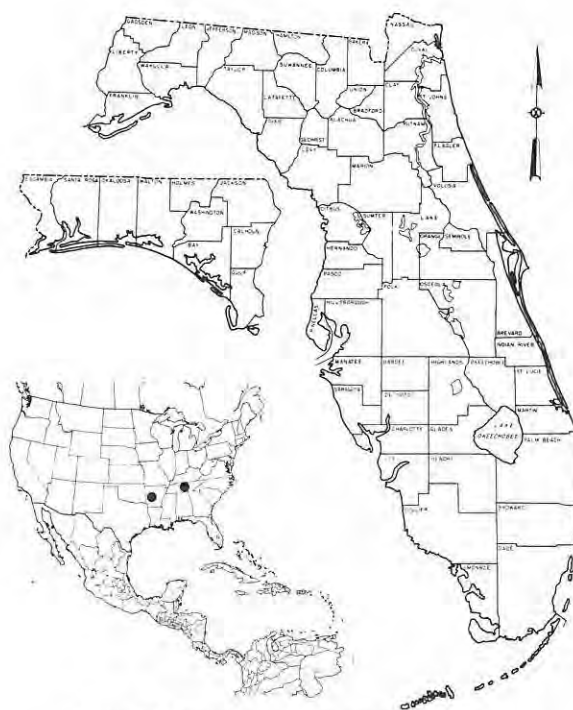 NASSAU
GADSDEN
LEON
JEFFERSON
MADISON
HAMILTON
BAKER
DUVAL
LIBERTY
WAKULLA
TAYLOR
SUWANNEE
COLUMBIA
CLAY
ST JOHNS
FRANKLIN
LAFAYETTE
UNION
BRADFORD
PUTNAM
DIXIE
ALACHUA
GILCHRIST
FLAGLER
LEVY
MARION
VOLUSIA
ESCAMBIA
SANTA ROSA
OKALOOSA
WALTON
HOLMES
JACKSON
WASHINGTON
BAY
CALHOUN
GULF
CITRUS
SUMTER
LAKE
ORANGE
SEMINOLE
HERNANDO
PASCO
OSCEOLA
POLK
PINELLAS
HILLSBOROUGH
BREVARD
INDIAN RIVER
MANATEE
HARDEE
HIGHLANDS
OKEECHOBEE
ST LUCIE
SARASOTA
DE SOTO
MARTIN
CHARLOTTE
GLADES
LAKE
OKEECHOBEE
PALM BEACH
LEE
HENDRY
COLLIER
BROWARD
DADE
MONROE